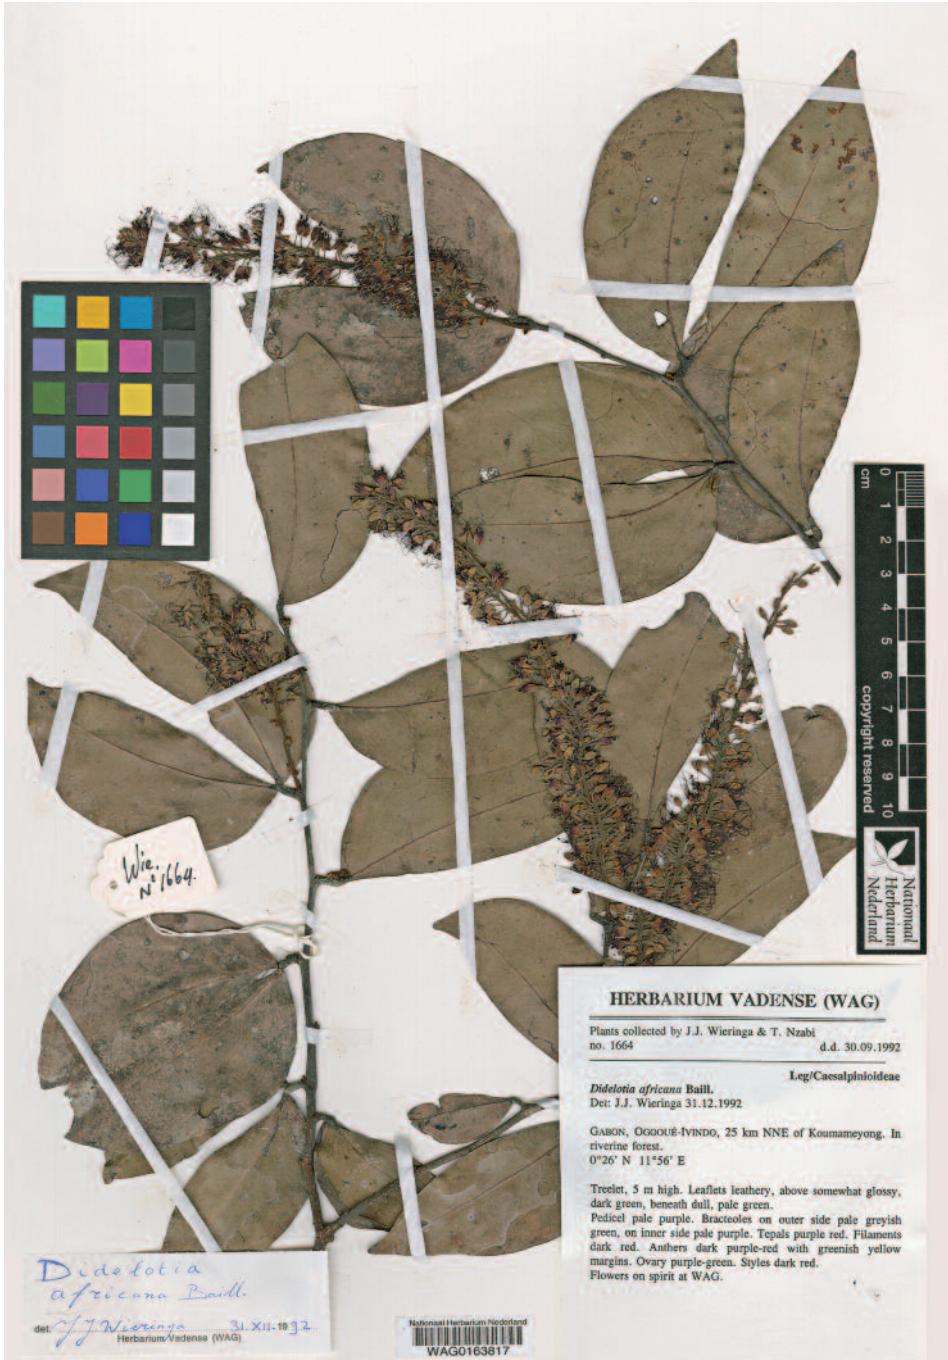 0 1 2 3 4 5 6 7 8 9 10
cm
copyright reserved
Nationaal
Herbarium
Nederland
Wie.
No 1664.
HERBARIUM VADENSE (WAG)
Plants collected by J.J. Wieringa & T. Nzabi
no. 1664 d.d. 30.09.1992
Leg/Caesalpinioideae
Didelotia africana Baill.
Det: J.J. Wieringa 31.12.1992
GABON, OGOOUÉ-IVINDO, 25 km NNE of Koumameyong. In
riverine forest.
0°26' N 11°56' E
Treelet, 5 m high. Leaflets leathery, above somewhat glossy,
dark green, beneath dull, pale green.
Pedicel pale purple. Bracteoles on outer side pale greyish
green, on inner side pale purple. Tepals purple red. Filaments
dark red. Anthers dark purple-red with greenish yellow
margins. Ovary purple-green. Styles dark red.
Flowers on spirit at WAG.
Didelotia
africana Baill.
det. JJ Wieringa 31.XII.1992
Herbarium Vadense (WAG)
Nationaal Herbarium Nederland
WAG0163817